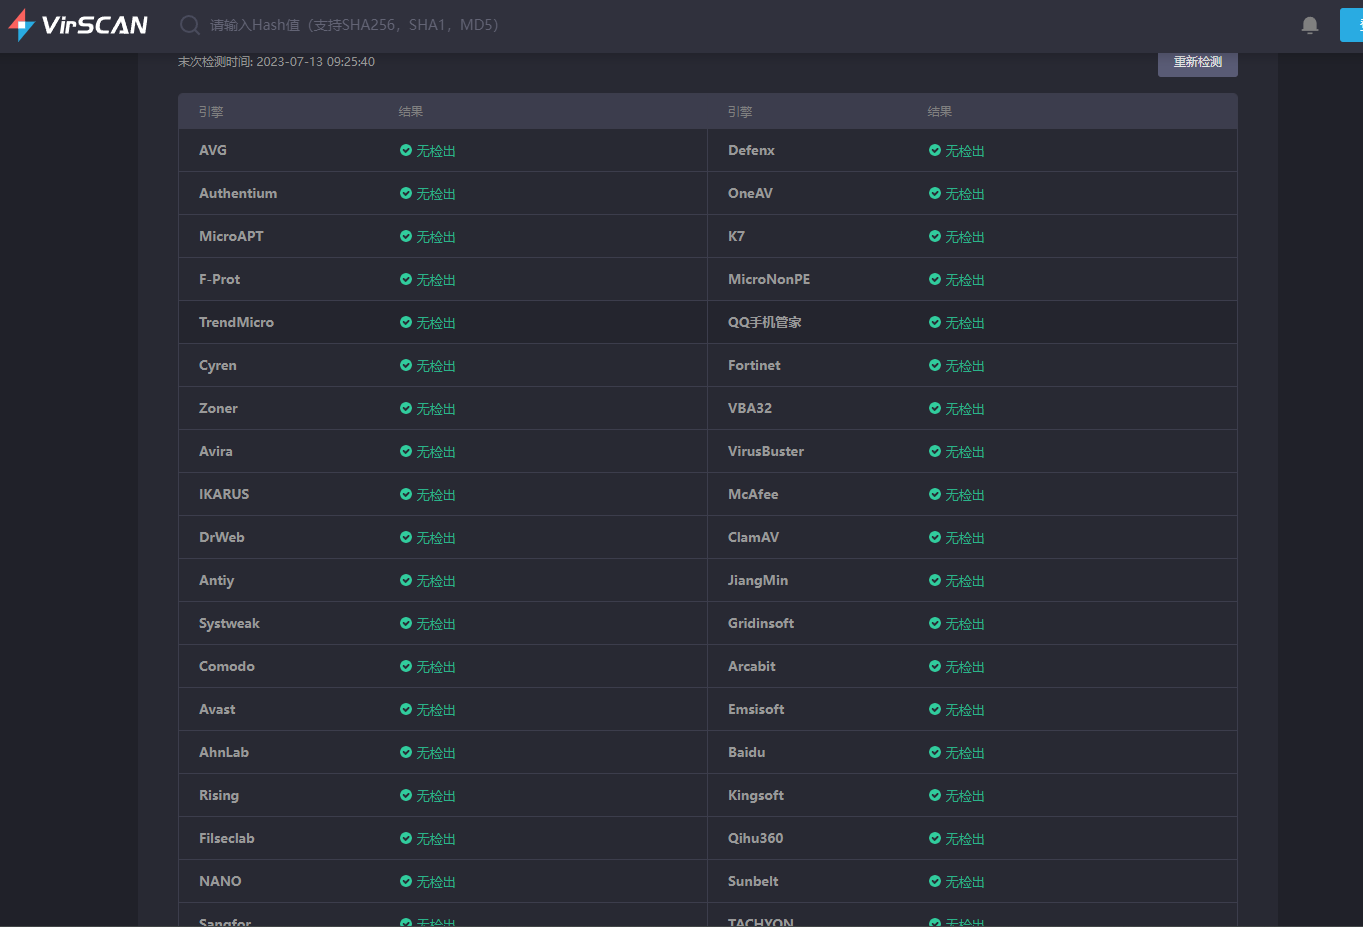 VirSCAN
请输入Hash值（支持SHA256，SHA1，MD5）
末次检测时间: 2023-07-13 09:25:40
重新检测
引擎 结果 引擎 结果
AVG 无检出 Defenx 无检出
Authentium 无检出 OneAV 无检出
MicroAPT 无检出 K7 无检出
F-Prot 无检出 MicroNonPE 无检出
TrendMicro 无检出 QQ手机管家 无检出
Cyren 无检出 Fortinet 无检出
Zoner 无检出 VBA32 无检出
Avira 无检出 VirusBuster 无检出
IKARUS 无检出 McAfee 无检出
DrWeb 无检出 ClamAV 无检出
Antiy 无检出 JiangMin 无检出
Systweak 无检出 Gridinsoft 无检出
Comodo 无检出 Arcabit 无检出
Avast 无检出 Emsisoft 无检出
AhnLab 无检出 Baidu 无检出
Rising 无检出 Kingsoft 无检出
Filseclab 无检出 Qihu360 无检出
NANO 无检出 Sunbelt 无检出
Sangfor 无检出 TACHYON 无检出